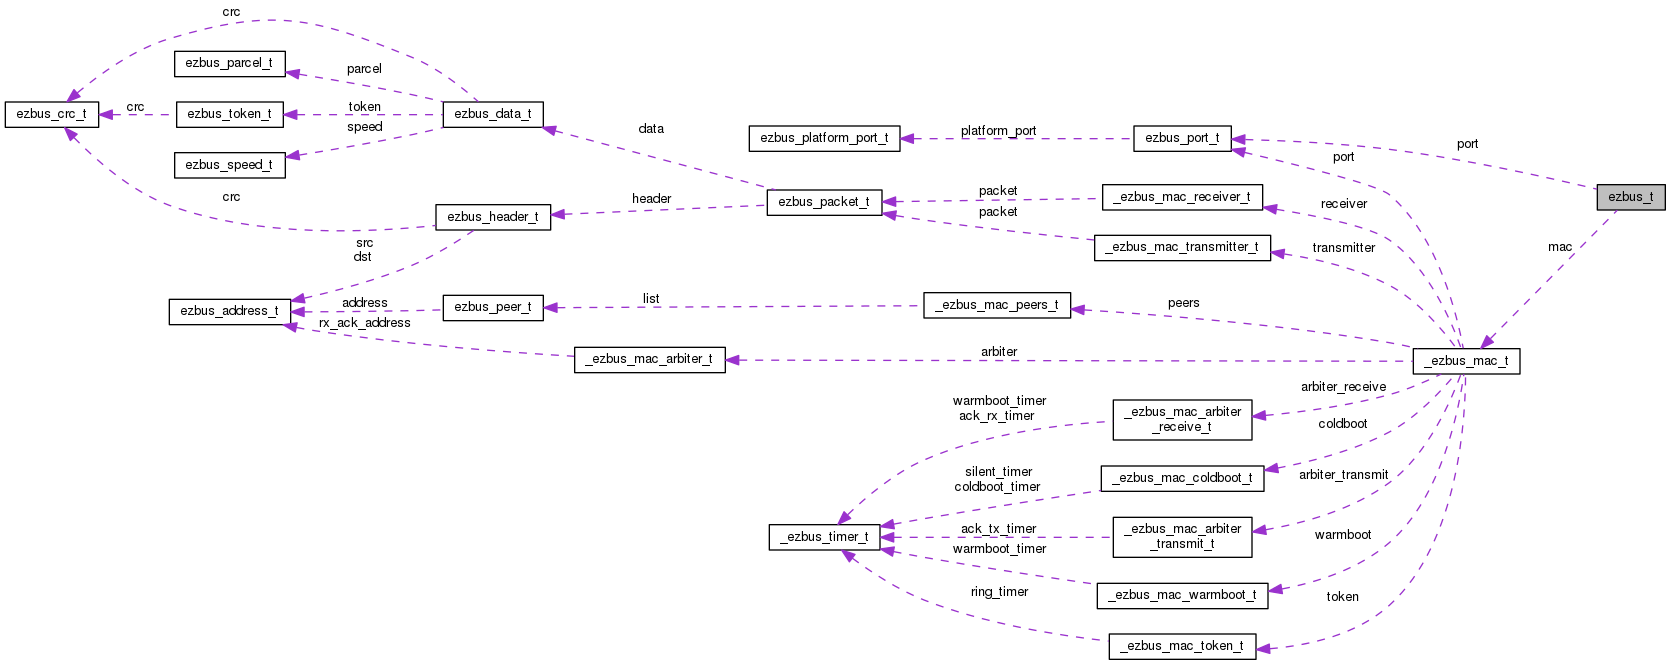 crc
ezbus_parcel_t
parcel
ezbus_crc_t
crc
ezbus_token_t
token
ezbus_data_t
speed
ezbus_speed_t
data
ezbus_platform_port_t
platform_port
ezbus_port_t
port
port
crc
ezbus_header_t
header
ezbus_packet_t
packet
_ezbus_mac_receiver_t
receiver
ezbus_t
packet
_ezbus_mac_transmitter_t
transmitter
mac
src
dst
ezbus_address_t
address
ezbus_peer_t
list
_ezbus_mac_peers_t
peers
rx_ack_address
_ezbus_mac_arbiter_t
arbiter
_ezbus_mac_t
warmboot_timer
ack_rx_timer
_ezbus_mac_arbiter
_receive_t
arbiter_receive
coldboot
silent_timer
coldboot_timer
_ezbus_mac_coldboot_t
arbiter_transmit
_ezbus_timer_t
ack_tx_timer
_ezbus_mac_arbiter
_transmit_t
warmboot_timer
warmboot
_ezbus_mac_warmboot_t
ring_timer
token
_ezbus_mac_token_t